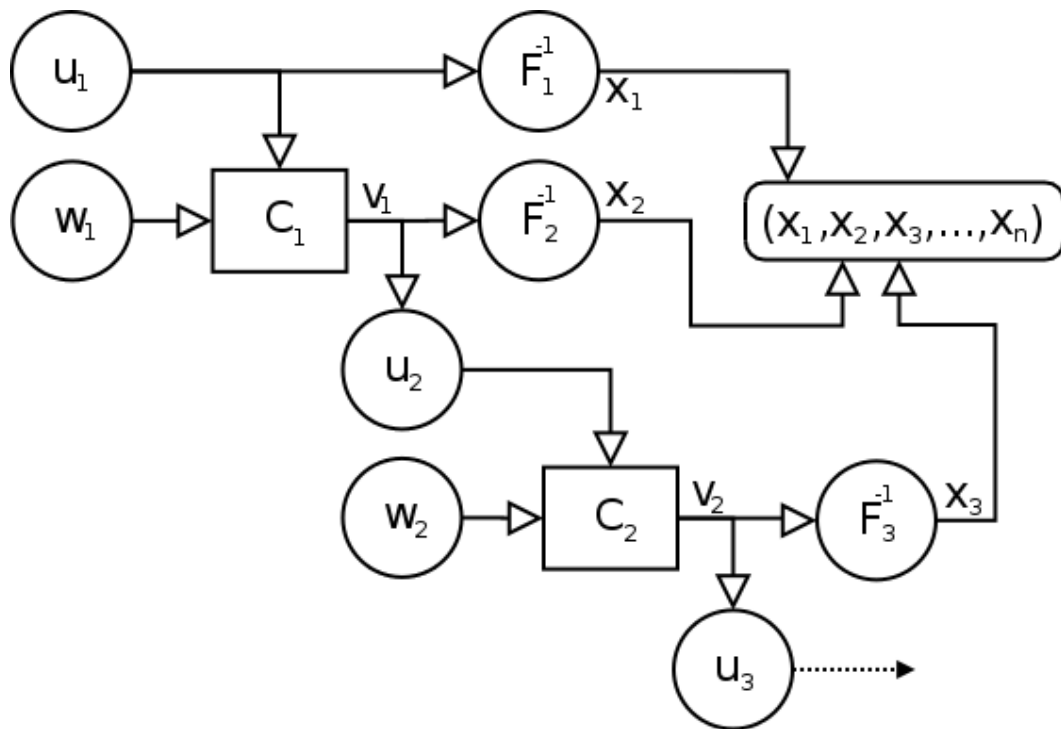 u₁
F₁⁻¹
x₁
w₁
C₁
v₁
F₂⁻¹
x₂
(x₁,x₂,x₃,...,xₙ)
u₂
w₂
C₂
v₂
F₃⁻¹
x₃
u₃